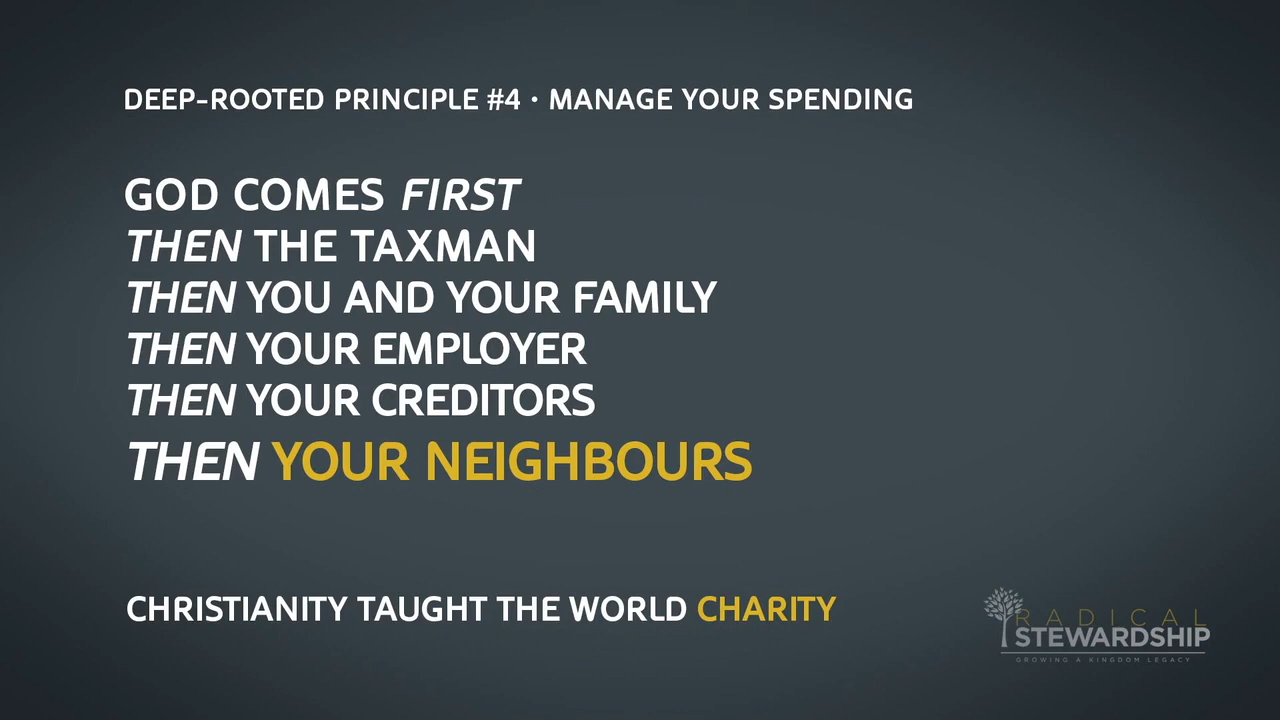 DEEP-ROOTED PRINCIPLE #4 · MANAGE YOUR SPENDING
GOD COMES FIRST
THEN THE TAXMAN
THEN YOU AND YOUR FAMILY
THEN YOUR EMPLOYER
THEN YOUR CREDITORS
THEN YOUR NEIGHBOURS
CHRISTIANITY TAUGHT THE WORLD CHARITY
RADICAL
STEWARDSHIP
GROWING A KINGDOM LEGACY